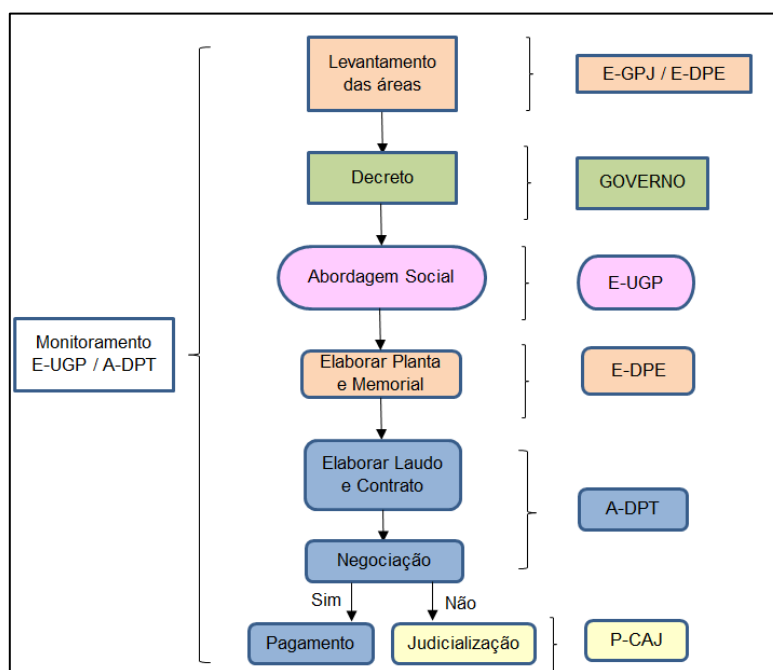 Levantamento
das áreas
E-GPJ / E-DPE
Decreto
GOVERNO
Abordagem Social
E-UGP
Monitoramento
E-UGP / A-DPT
Elaborar Planta
e Memorial
E-DPE
Elaborar Laudo
e Contrato
A-DPT
Negociação
Sim
Não
Pagamento
Judicialização
P-CAJ